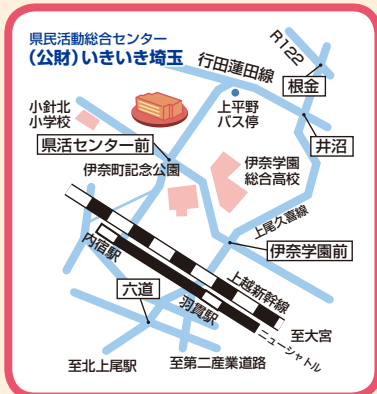 県民活動総合センター
(公財)いきいき埼玉
行田蓮田線
R122
根金
小針北
小学校
上平野
バス停
井沼
県活センター前
伊奈町記念公園
伊奈学園
総合高校
上尾久喜線
伊奈学園前
内宿駅
上越新幹線
六道
羽貫駅
至大宮
ニューシャトル
至北上尾駅
至第二産業道路